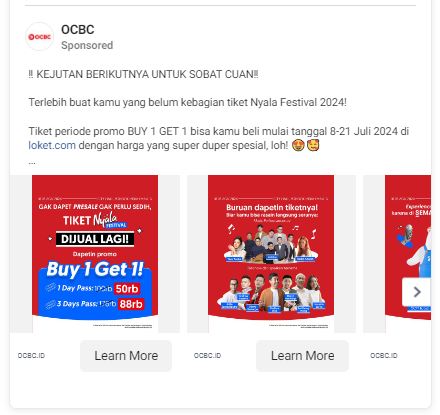 OCBC
Sponsored
‼ KEJUTAN BERIKUTNYA UNTUK SOBAT CUAN‼
Terlebih buat kamu yang belum kebagian tiket Nyala Festival 2024!
Tiket periode promo BUY 1 GET 1 bisa kamu beli mulai tanggal 8-21 Juli 2024 di
loket.com dengan harga yang super duper spesial, loh! 🤩🥰
...
GAK DAPET PRESALE GAK PERLU SEDIH,
TIKET Nyala
FESTIVAL
DIJUAL LAGI!
Dapetin promo
Buy 1 Get 1!
1 Day Pass: 50rb
3 Days Pass: 88rb
Buruan dapetin tiketnya!
Biar kamu bisa rasain langsung serunya:
Experience
karena di SEMA
OCBC.ID
Learn More
OCBC.ID
Learn More
OCBC.ID